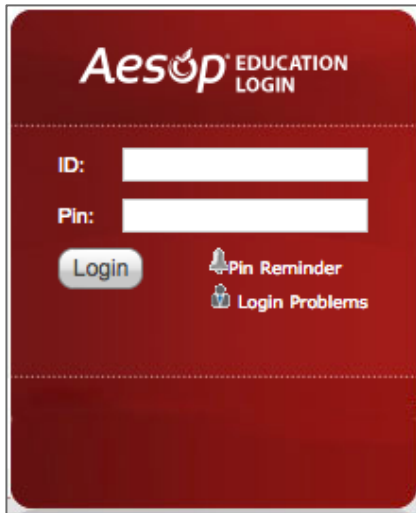 Aesop® EDUCATION
LOGIN
ID:
Pin:
Login
Pin Reminder
Login Problems